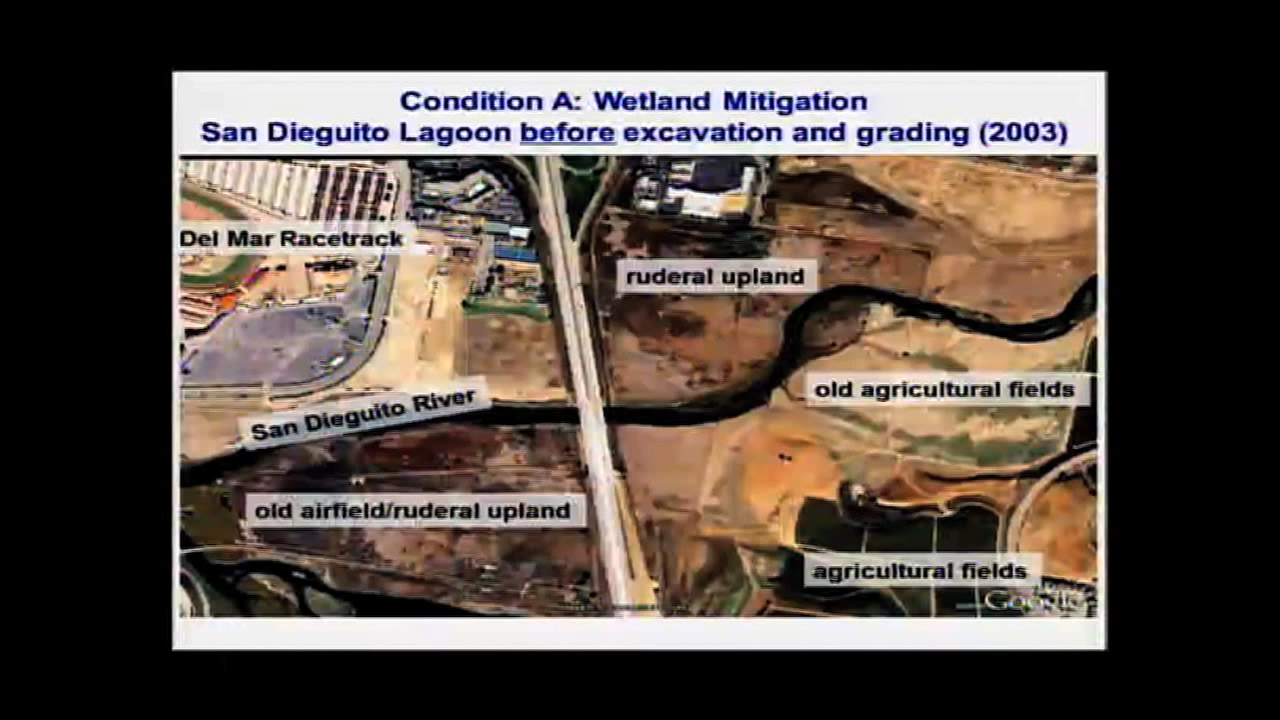 Condition A: Wetland Mitigation
San Dieguito Lagoon before excavation and grading (2003)
Del Mar Racetrack
ruderal upland
old agricultural fields
San Dieguito River
old airfield/ruderal upland
agricultural fields
Google